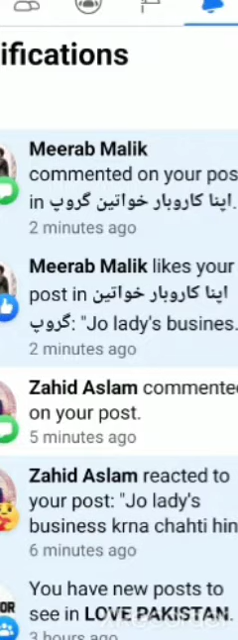 ifications
Meerab Malik
commented on your pos
in اپنا کاروبار خواتین گروپ.
2 minutes ago
Meerab Malik likes your
post in اپنا کاروبار خواتین
گروپ: "Jo lady's busines.
2 minutes ago
Zahid Aslam commented
on your post.
5 minutes ago
Zahid Aslam reacted to
your post: "Jo lady's
business krna chahti hin
6 minutes ago
You have new posts to
OR
see in LOVE PAKISTAN.
3 hours ago